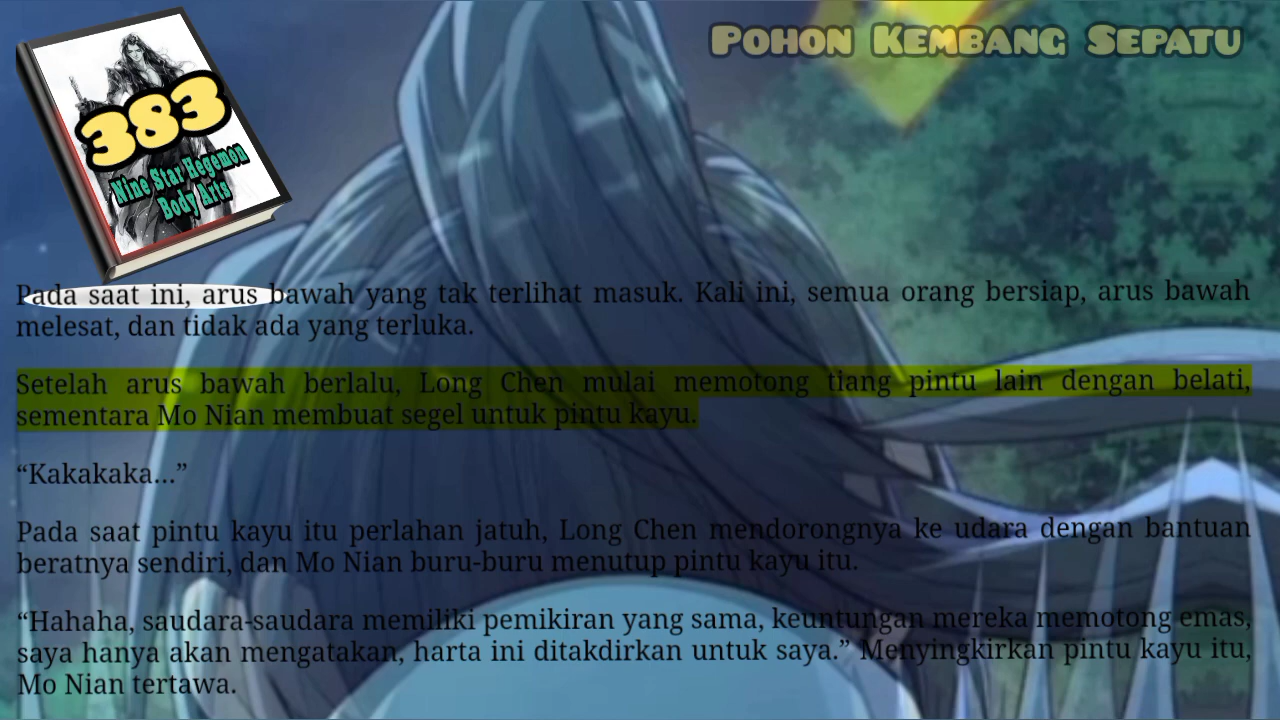 Pohon Kembang Sepatu
383
Nine Star Hegemon
Body Arts
Pada saat ini, arus bawah yang tak terlihat masuk. Kali ini, semua orang bersiap, arus bawah
melesat, dan tidak ada yang terluka.
Setelah arus bawah berlalu, Long Chen mulai memotong tiang pintu lain dengan belati,
sementara Mo Nian membuat segel untuk pintu kayu.
“Kakakaka…”
Pada saat pintu kayu itu perlahan jatuh, Long Chen mendorongnya ke udara dengan bantuan
beratnya sendiri, dan Mo Nian buru-buru menutup pintu kayu itu.
“Hahaha, saudara-saudara memiliki pemikiran yang sama, keuntungan mereka memotong emas,
saya hanya akan mengatakan, harta ini ditakdirkan untuk saya.” Menyingkirkan pintu kayu itu,
Mo Nian tertawa.